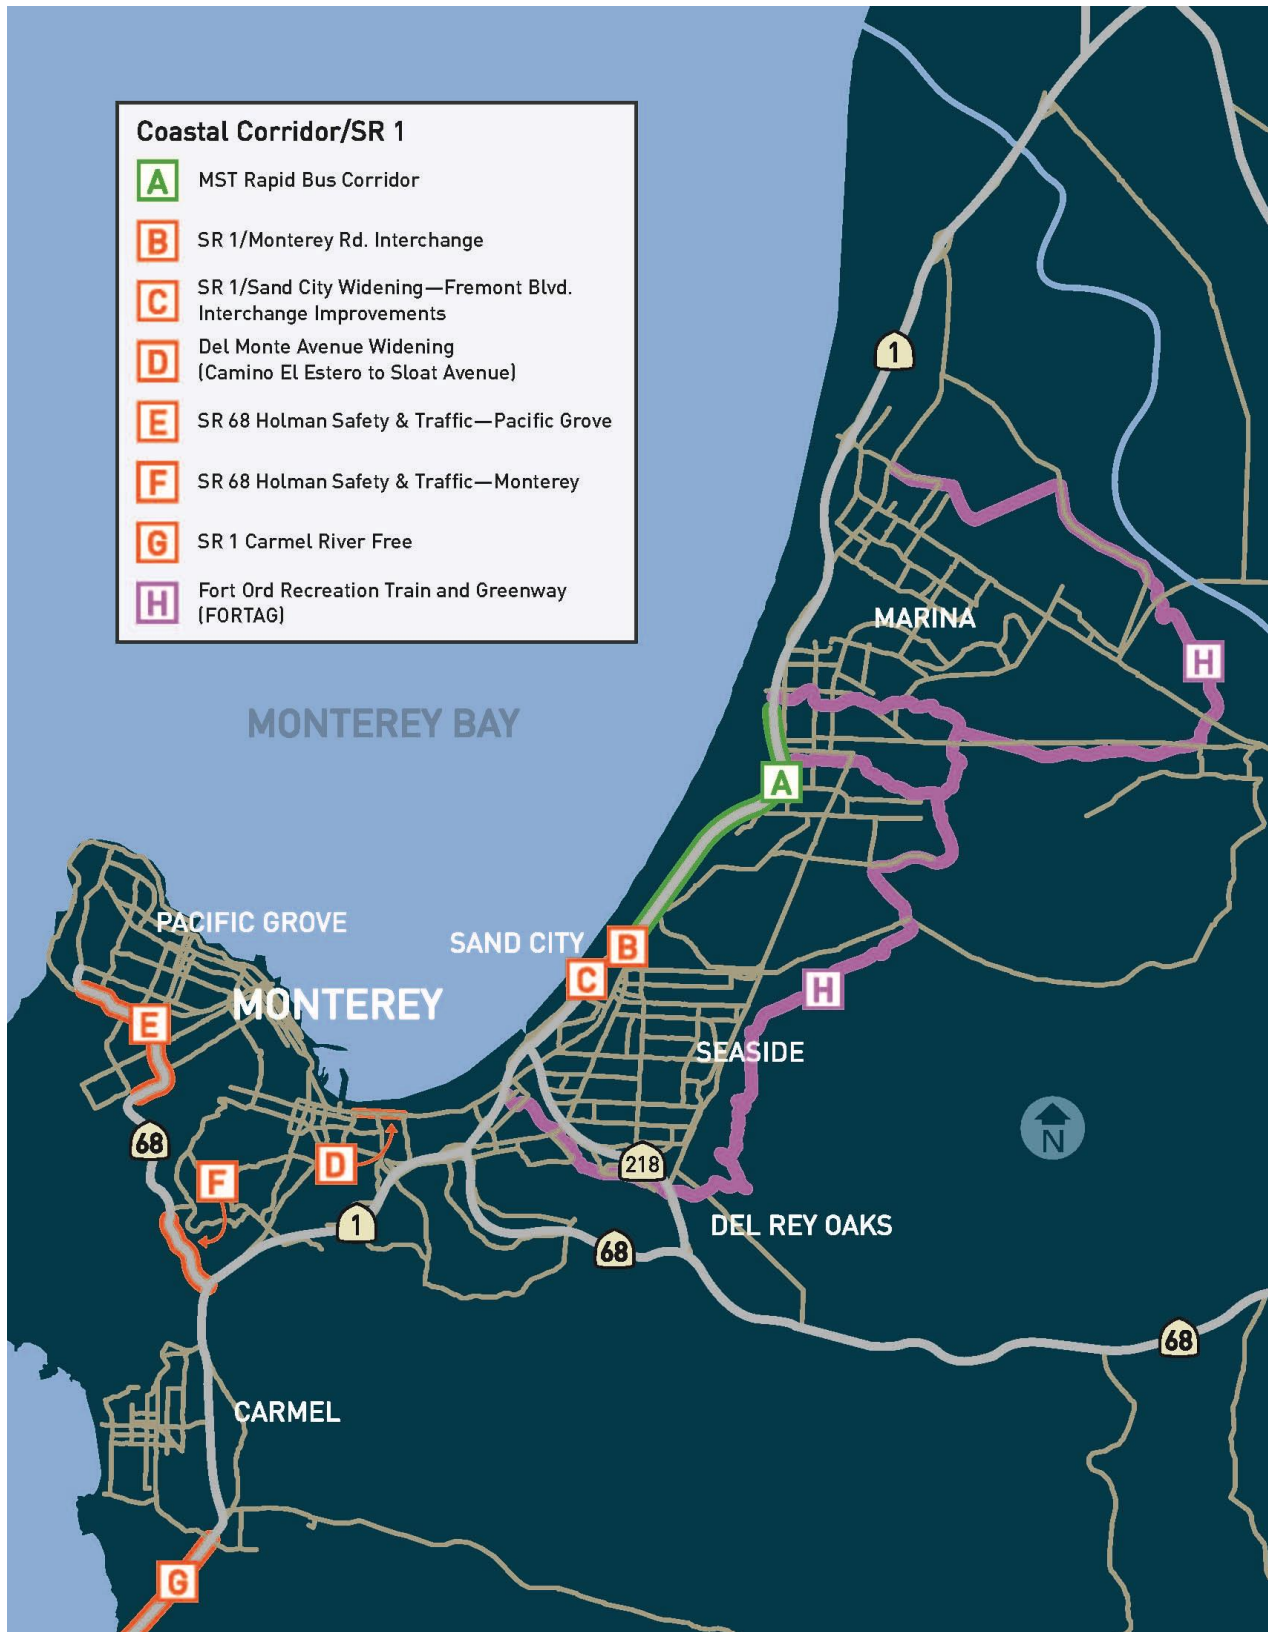 Coastal Corridor/SR 1
A MST Rapid Bus Corridor
B SR 1/Monterey Rd. Interchange
C SR 1/Sand City Widening—Fremont Blvd.
Interchange Improvements
D Del Monte Avenue Widening
(Camino El Estero to Sloat Avenue)
E SR 68 Holman Safety & Traffic—Pacific Grove
F SR 68 Holman Safety & Traffic—Monterey
G SR 1 Carmel River Free
H Fort Ord Recreation Train and Greenway
(FORTAG)
1
MARINA
H
MONTEREY BAY
A
PACIFIC GROVE
SAND CITY
B
C
H
MONTEREY
E
SEASIDE
N
68
D
218
F
1
DEL REY OAKS
68
68
CARMEL
G